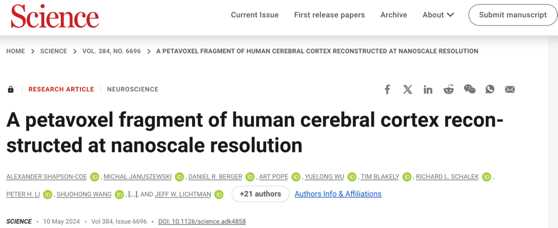 Science
Current Issue First release papers Archive About Submit manuscript
HOME > SCIENCE > VOL. 384, NO. 6696 > A PETAVOXEL FRAGMENT OF HUMAN CEREBRAL CORTEX RECONSTRUCTED AT NANOSCALE RESOLUTION
RESEARCH ARTICLE NEUROSCIENCE
A petavoxel fragment of human cerebral cortex recon-
structed at nanoscale resolution
ALEXANDER SHAPSON-COE, MICHAŁ JANUSZEWSKI, DANIEL R. BERGER, ART POPE, YUELONG WU, TIM BLAKELY, RICHARD L. SCHALEK,
PETER H. LI, SHUOHONG WANG, [...], AND JEFF W. LICHTMAN +21 authors Authors Info & Affiliations
SCIENCE • 10 May 2024 • Vol 384, Issue 6696 • DOI: 10.1126/science.adk4858